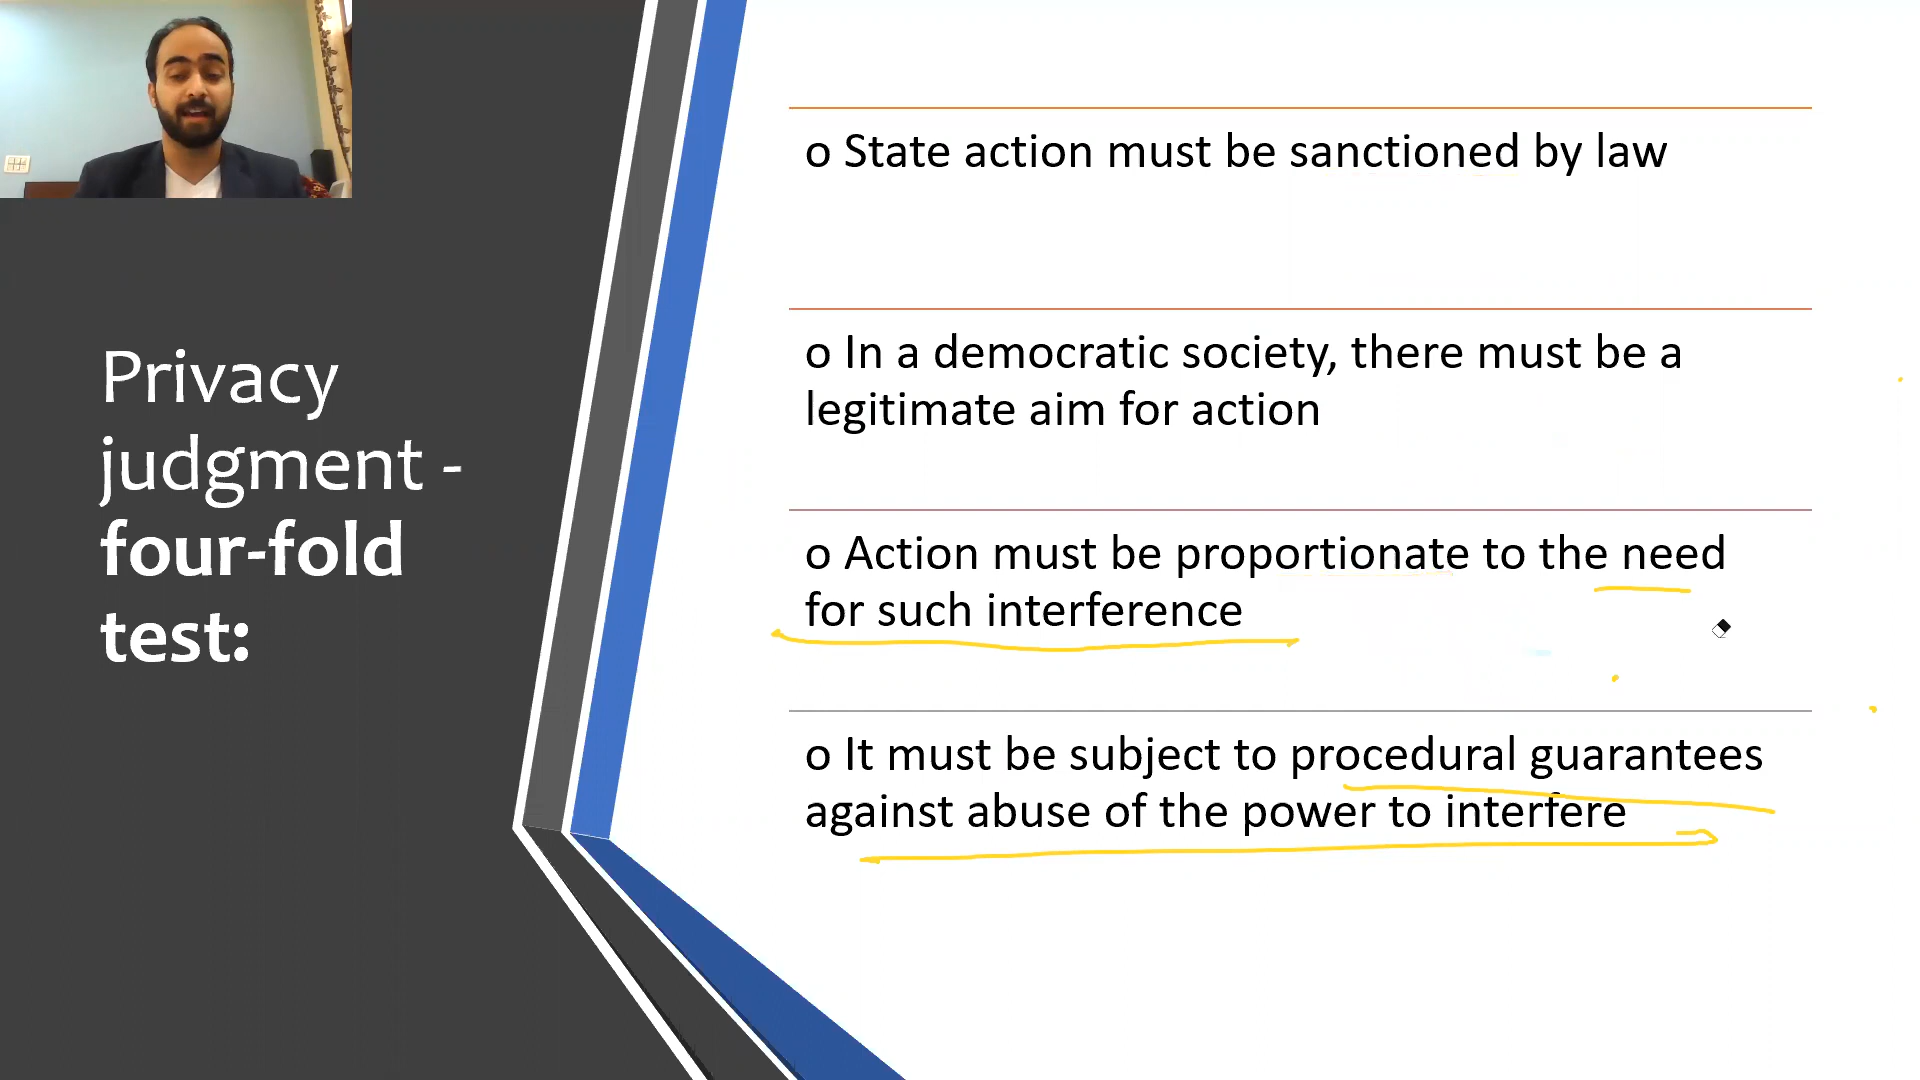 Privacy
judgment -
four-fold
test:
o State action must be sanctioned by law
o In a democratic society, there must be a
legitimate aim for action
o Action must be proportionate to the need
for such interference
o It must be subject to procedural guarantees
against abuse of the power to interfere